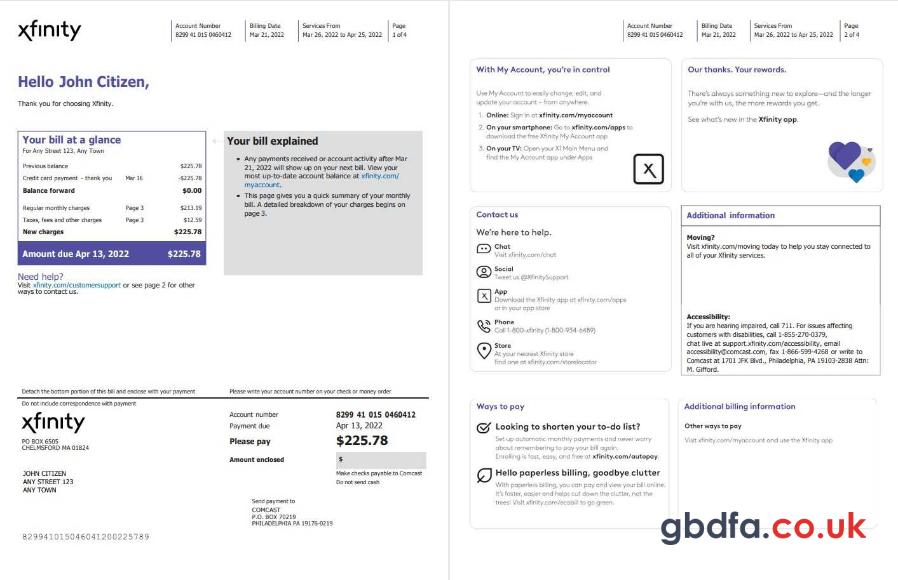 xfinity
Account Number
8299 41 015 0460412
Billing Date
Mar 21, 2022
Services From
Mar 26, 2022 to Apr 25, 2022
Page
1 of 4
Hello John Citizen,
Thank you for choosing Xfinity.
Your bill at a glance
For Any Street 123, Any Town
Previous balance $225.78
Credit card payment - thank you Mar 16 -$225.78
Balance forward $0.00
Regular monthly charges Page 3 $213.19
Taxes, fees and other charges Page 3 $12.59
New charges $225.78
Amount due Apr 13, 2022 $225.78
Need help?
Visit xfinity.com/customersupport or see page 2 for other
ways to contact us.
Your bill explained
• Any payments received or account activity after Mar
21, 2022 will show up on your next bill. View your
most up-to-date account balance at xfinity.com/
myaccount.
• This page gives you a quick summary of your monthly
bill. A detailed breakdown of your charges begins on
page 3.
Detach the bottom portion of this bill and enclose with your payment
Please write your account number on your check or money order
Do not include correspondence with payment
xfinity
PO BOX 6505
CHELMSFORD MA 01824
JOHN CITIZEN
ANY STREET 123
ANY TOWN
829941015046041200225789
Account number 8299 41 015 0460412
Payment due Apr 13, 2022
Please pay $225.78
Amount enclosed $
Make checks payable to Comcast
Do not send cash
Send payment to
COMCAST
P.O. BOX 70219
PHILADELPHIA PA 19176-0219
Account Number
8299 41 015 0460412
Billing Date
Mar 21, 2022
Services From
Mar 26, 2022 to Apr 25, 2022
Page
2 of 4
With My Account, you're in control
Use My Account to easily change, edit, and
update your account – from anywhere.
1. Online: Sign in at xfinity.com/myaccount
2. On your smartphone: Go to xfinity.com/apps to
download the free Xfinity My Account app
3. On your TV: Open your X1 Main Menu and
find the My Account app under Apps
X
Our thanks. Your rewards.
There's always something new to explore—and the longer
you're with us, the more rewards you get.
See what's new in the Xfinity app.
Contact us
We're here to help.
Chat
Visit xfinity.com/chat
Social
Tweet us @XfinitySupport
X
App
Download the Xfinity app at xfinity.com/apps
or in your app store
Phone
Call 1-800-xfinity (1-800-934-6489)
Store
At your nearest Xfinity store
find one at xfinity.com/storelocator
Additional information
Moving?
Visit xfinity.com/moving today to help you stay connected to
all of your Xfinity services.
Accessibility:
If you are hearing impaired, call 711. For issues affecting
customers with disabilities, call 1-855-270-0379,
chat live at support.xfinity.com/accessibility, email
accessibility@comcast.com, fax 1-866-599-4268 or write to
Comcast at 1701 JFK Blvd., Philadelphia, PA 19103-2838 Attn:
M. Gifford.
Ways to pay
Looking to shorten your to-do list?
Set up automatic monthly payments and never worry
about remembering to pay your bill again.
Enrolling is fast, easy, and free at xfinity.com/autopay.
Hello paperless billing, goodbye clutter
With paperless billing, you can pay and view your bill online.
It's faster, easier and helps cut down the clutter, not the
trees! Visit xfinity.com/ecobill to go green.
Additional billing information
Other ways to pay
Visit xfinity.com/myaccount and use the Xfinity app
gbdfa.co.uk